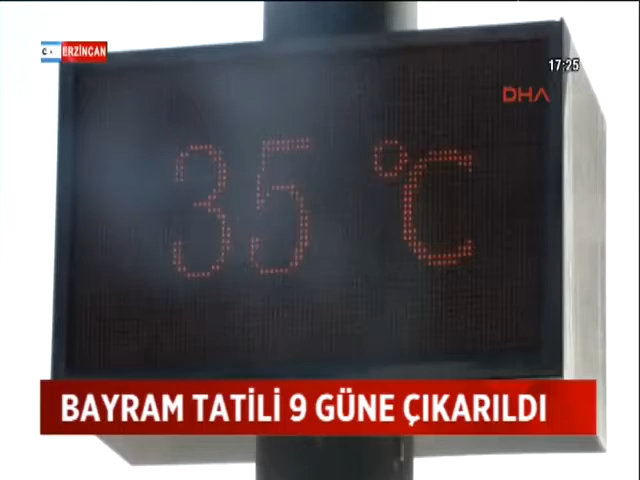 C ERZİNCAN
17:25
DHA
35 °C
BAYRAM TATİLİ 9 GÜNE ÇIKARILDI